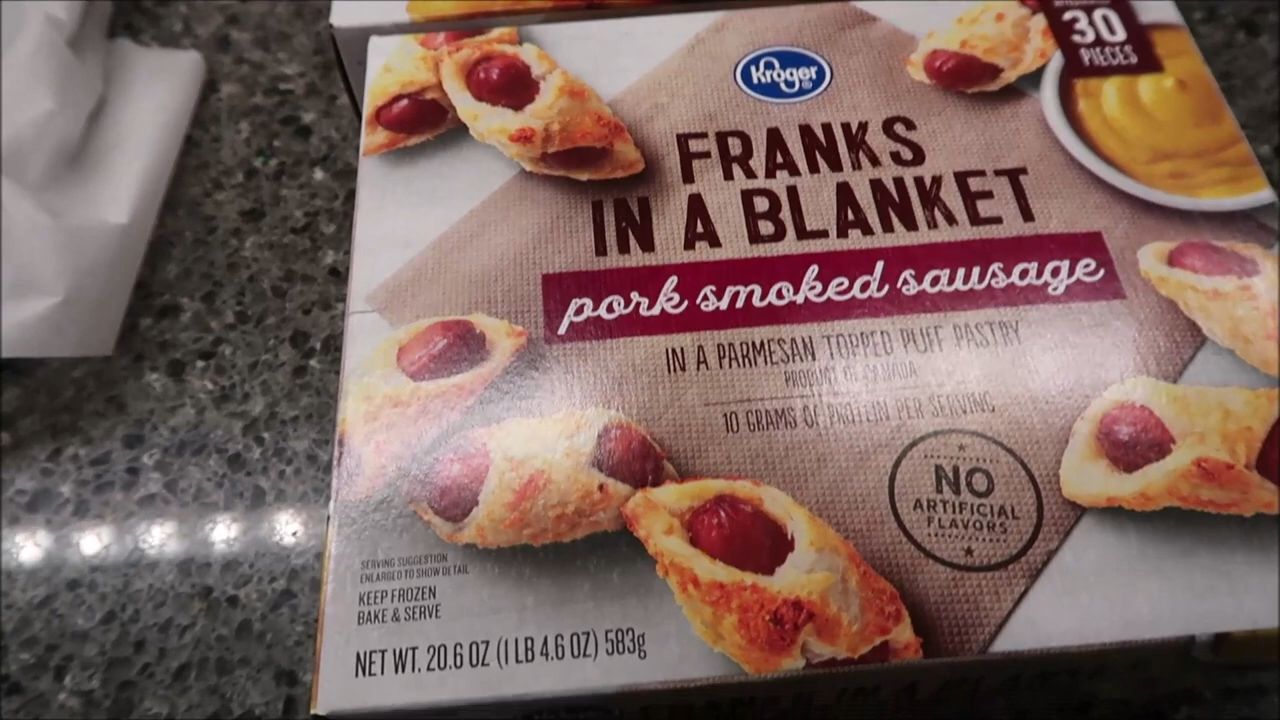 30
PIECES
Kroger
FRANKS
IN A BLANKET
pork smoked sausage
IN A PARMESAN TOPPED PUFF PASTRY
PRODUCT OF CANADA
10 GRAMS OF PROTEIN PER SERVING
NO
ARTIFICIAL
FLAVORS
SERVING SUGGESTION
ENLARGED TO SHOW DETAIL
KEEP FROZEN
BAKE & SERVE
NET WT. 20.6 OZ (1 LB 4.6 OZ) 583g